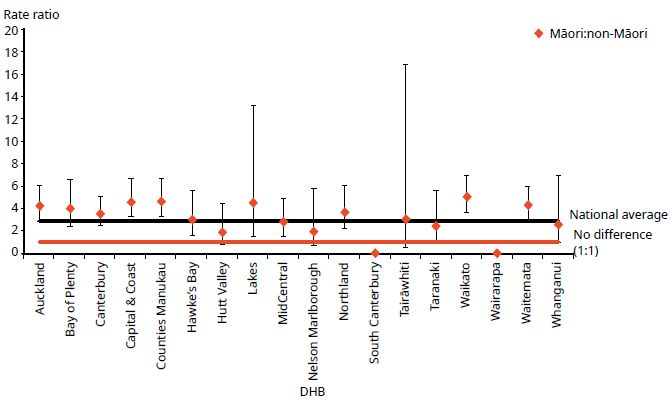 Rate ratio
Māori:non-Māori
20
18
16
14
12
10
8
6
4
2
0
National average
No difference
(1:1)
Auckland
Bay of Plenty
Canterbury
Capital & Coast
Counties Manukau
Hawke's Bay
Hutt Valley
Lakes
MidCentral
Nelson Marlborough
Northland
South Canterbury
Tairāwhiti
Taranaki
Waikato
Wairarapa
Waitemata
Whanganui
DHB